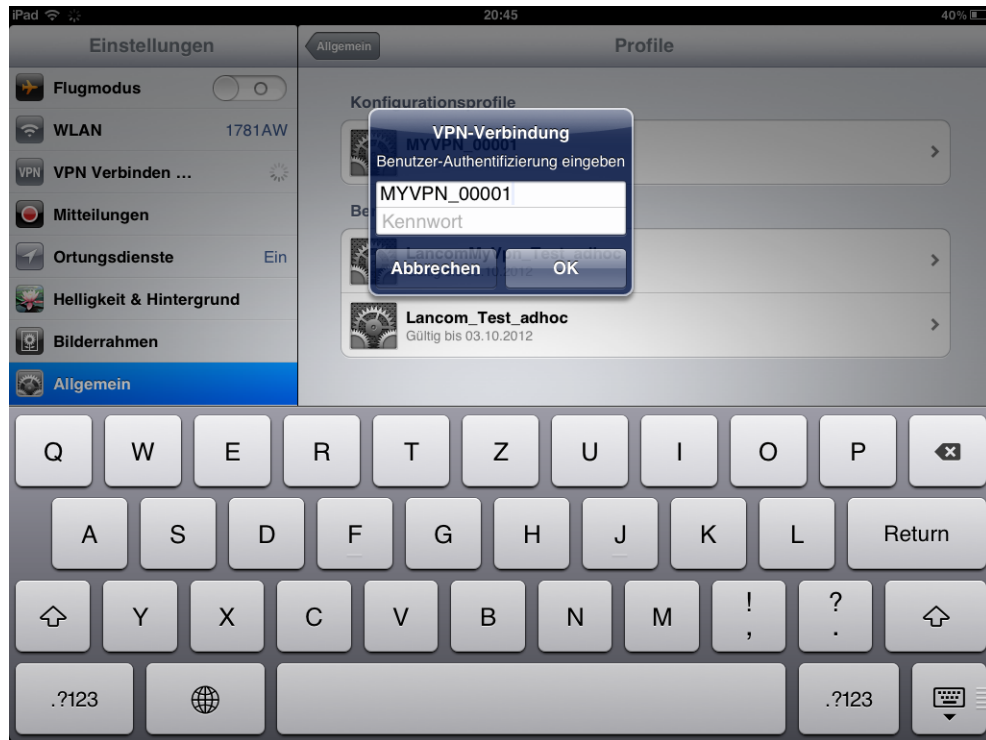 iPad
20:45
40%
Einstellungen
Flugmodus
WLAN 1781AW
VPN VPN Verbinden ...
Mitteilungen
Ortungsdienste Ein
Helligkeit & Hintergrund
Bilderrahmen
Allgemein
Allgemein
Profile
Konfigurationsprofile
MYVPN_00001
LancomMyVpn_Test_adhoc
Lancom_Test_adhoc
Gültig bis 03.10.2012
VPN-Verbindung
Benutzer-Authentifizierung eingeben
MYVPN_00001
Kennwort
Abbrechen OK
Q W E R T Z U I O P
A S D F G H J K L Return
Y X C V B N M ! , ? .
.?123 .?123